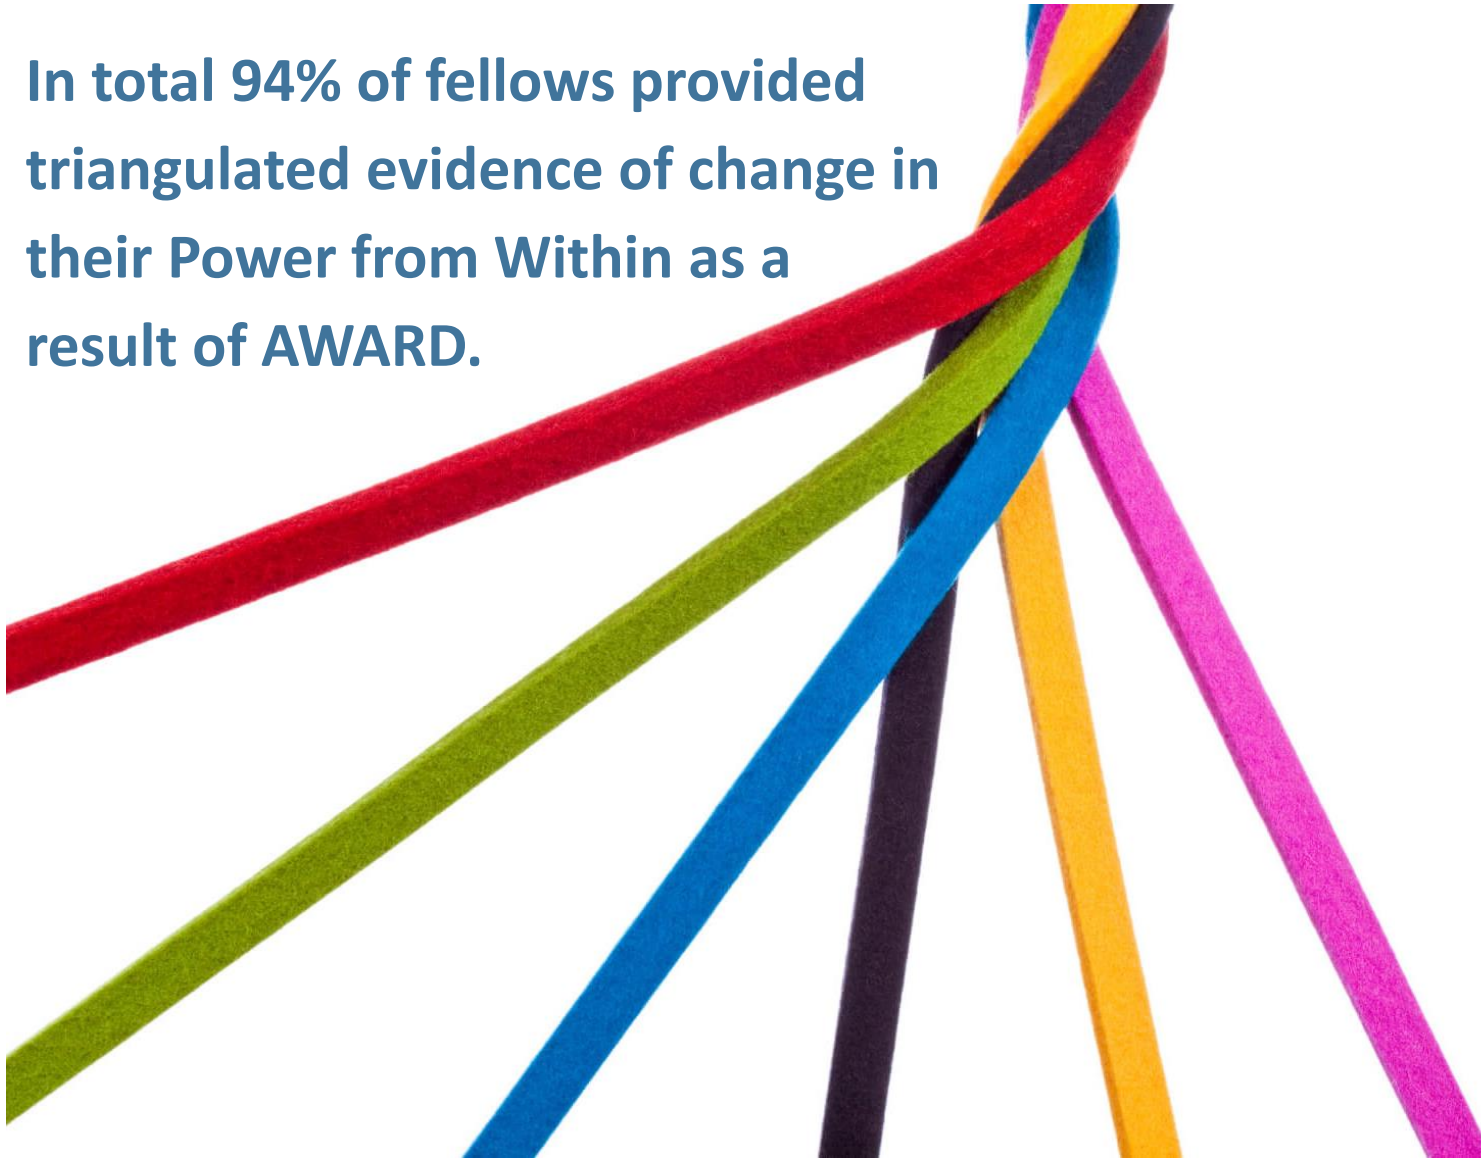 In total 94% of fellows provided
triangulated evidence of change in
their Power from Within as a
result of AWARD.